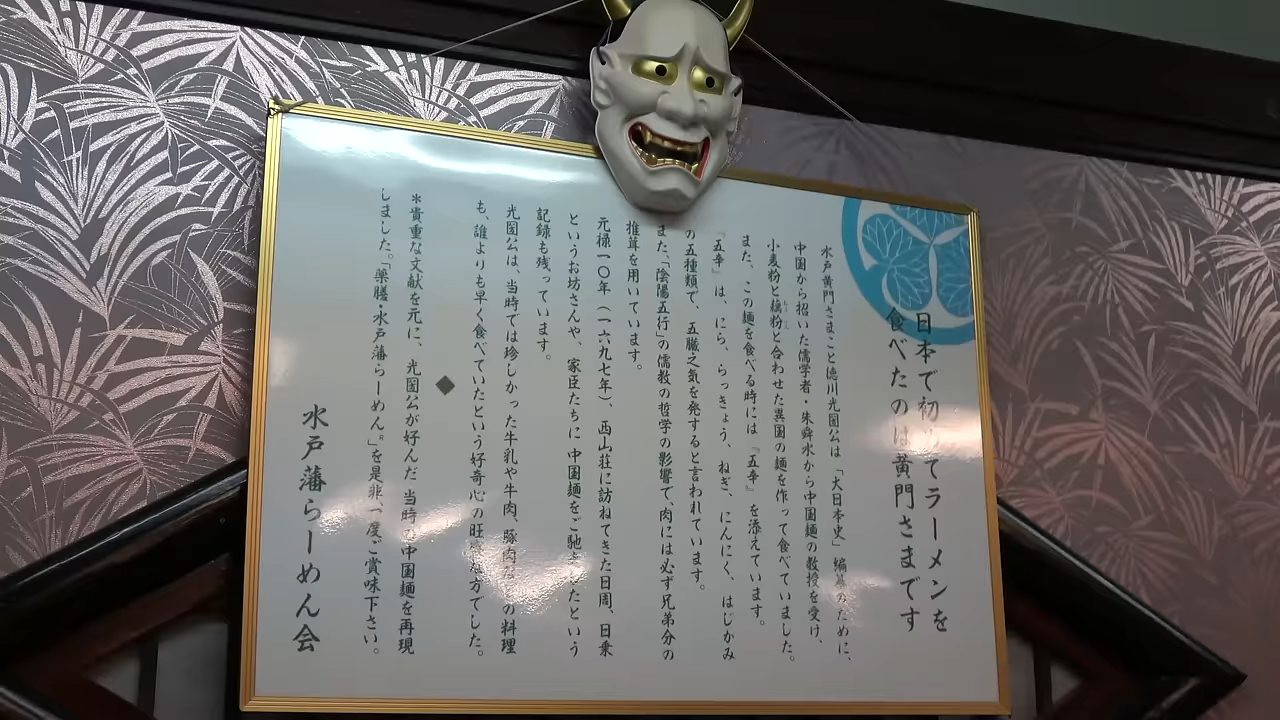 日本で初めてラーメンを
食べたのは黄門さまです
水戸黄門さまこと徳川光圀公は「大日本史」編纂のために、
中国から招いた儒学者・朱舜水から中国麺の教授を受け、
小麦粉と藕粉と合わせた異国の麺を作って食べていました。
また、この麺を食べる時には『五辛』を添えています。
『五辛』は、にら、らっきょう、ねぎ、にんにく、はじかみ
の五種類で、五臓之気を発すると言われています。
また、「陰陽五行」の儒教の哲学の影響で、肉には必ず兄弟分の
椎茸を用いています。
元禄一〇年(一六九七年)、西山荘に訪ねてきた日周、日乗
というお坊さんや、家臣たちに中国麺をご馳走したという
記録も残っています。
光圀公は、当時では珍しかった牛乳や牛肉、豚肉 の料理
も、誰よりも早く食べていたという好奇心の旺盛な方でした。
◆
＊貴重な文献を元に、光圀公が好んだ当時の中国麺を再現
しました。「薬膳・水戸藩らーめん」を是非一度ご賞味下さい。
水戸藩らーめん会